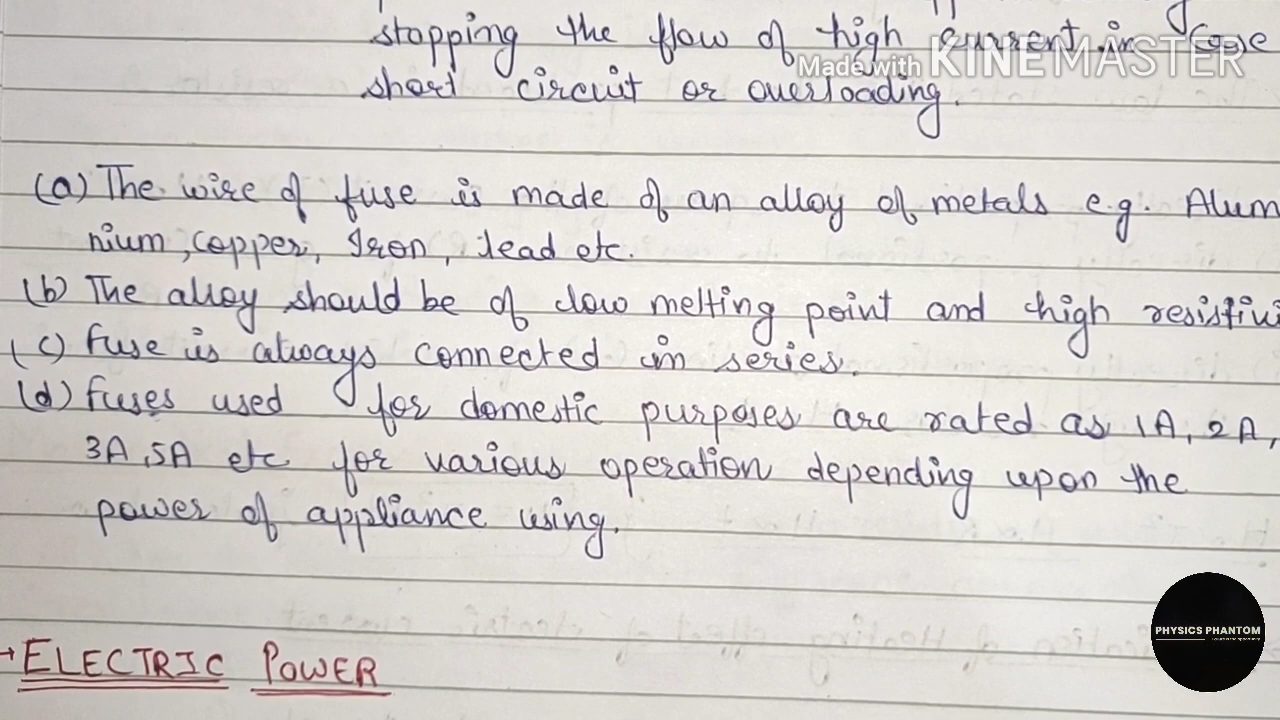 stopping the flow of high current in case
Made with KINEMASTER
short circuit or overloading.
(a) The wire of fuse is made of an alloy of metals e.g. Alum
nium, copper, Iron, lead etc.
(b) The alloy should be of low melting point and high resistivi
(c) fuse is always connected in series.
(d) fuses used for domestic purposes are rated as 1A, 2A,
3A, 5A etc for various operation depending upon the
power of appliance using.
PHYSICS PHANTOM
→ ELECTRIC POWER